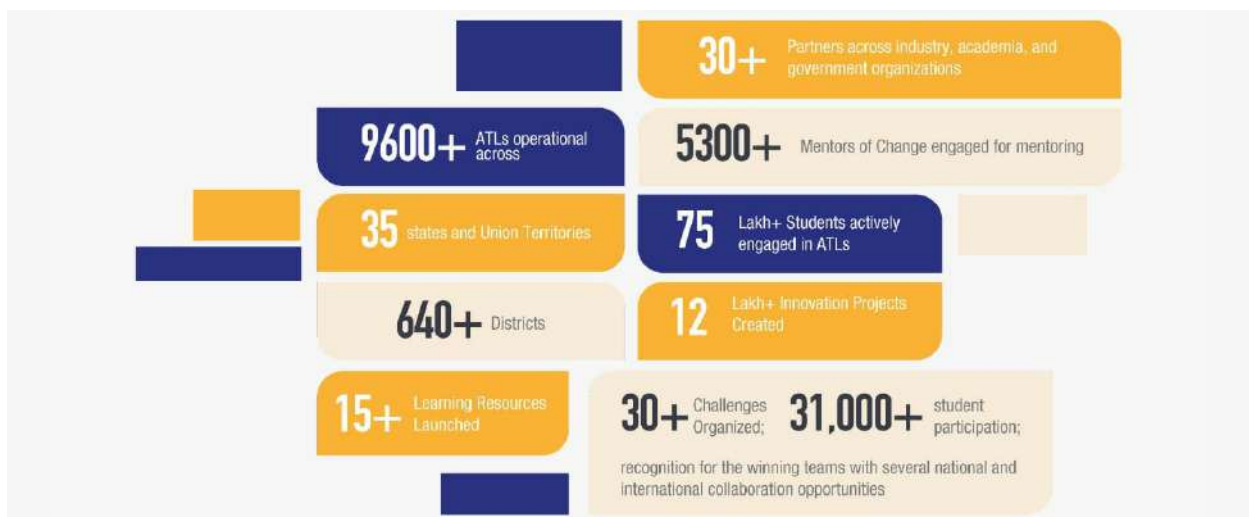 30+ Partners across industry, academia, and
government organizations
9600+ ATLs operational
across
5300+ Mentors of Change engaged for mentoring
35 states and Union Territories
75 Lakh+ Students actively
engaged in ATLs
640+ Districts
12 Lakh+ Innovation Projects
Created
15+ Learning Resources
Launched
30+ Challenges
Organized;
31,000+ student
participation;
recognition for the winning teams with several national and
international collaboration opportunities